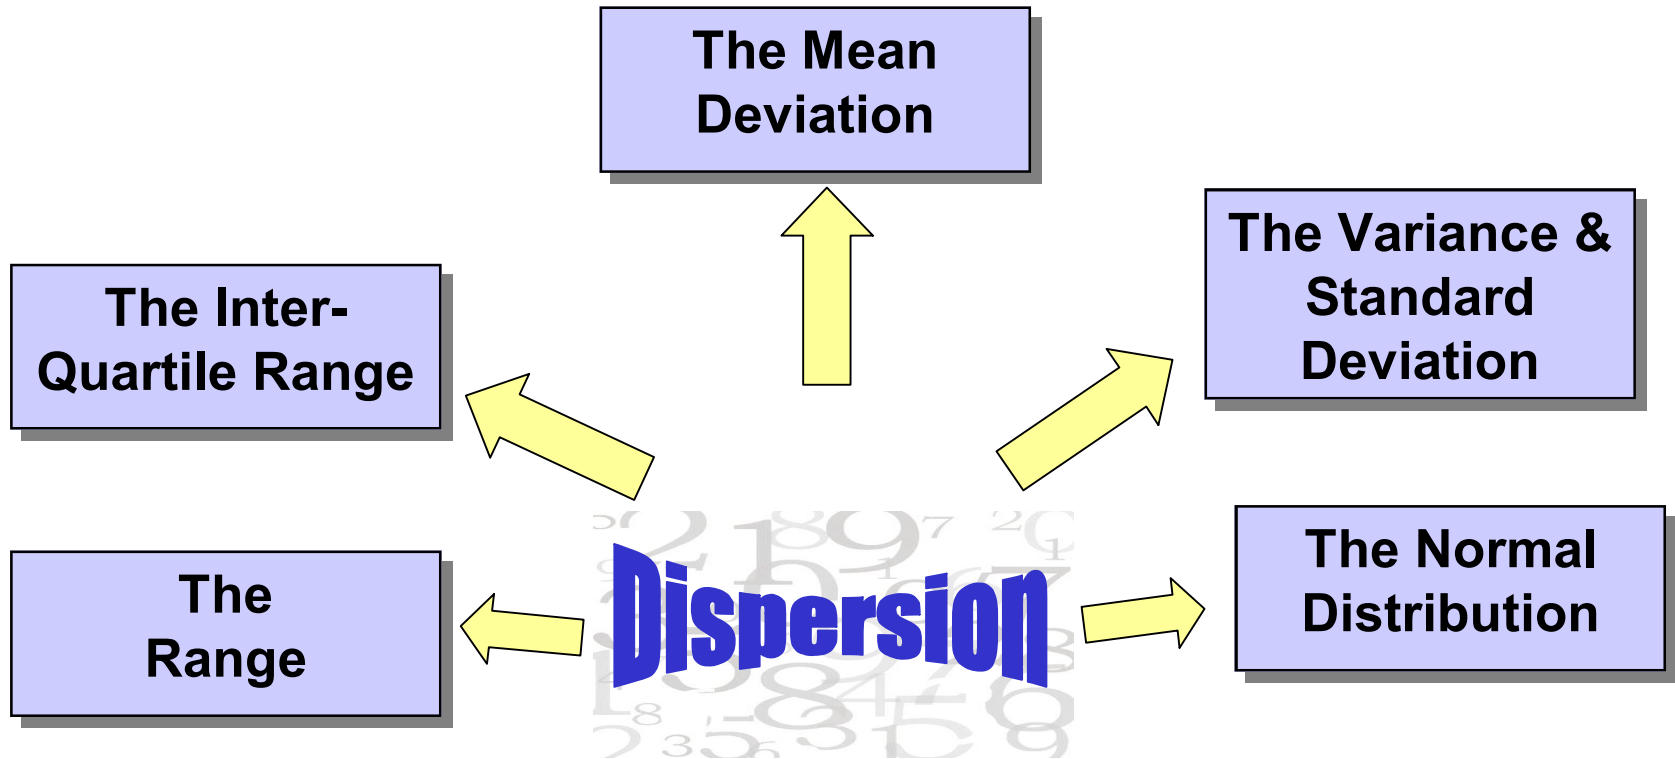 The Mean
Deviation
The Variance &
Standard
Deviation
The Inter-
Quartile Range
The Normal
Distribution
The
Range
Dispersion